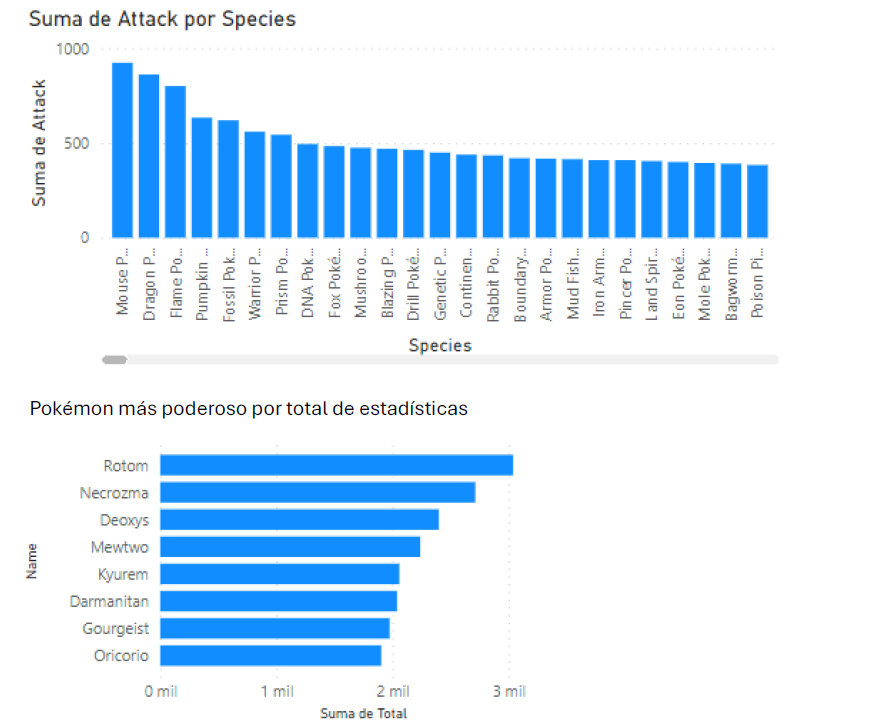 Suma de Attack por Species
1000
500
0
Suma de Attack
Mouse P...
Dragon P...
Flame Po...
Pumpkin ...
Fossil Pok...
Warrior P...
Prism Po...
DNA Pok...
Fox Poké...
Mushroo...
Blazing P...
Drill Poké...
Genetic P...
Continen...
Rabbit Po...
Boundary...
Armor Po...
Mud Fish...
Iron Arm...
Pincer Po...
Land Spir...
Eon Poké...
Mole Pok...
Bagworm...
Poison Pi...
Species
Pokémon más poderoso por total de estadísticas
Name
Rotom
Necrozma
Deoxys
Mewtwo
Kyurem
Darmanitan
Gourgeist
Oricorio
0 mil 1 mil 2 mil 3 mil
Suma de Total